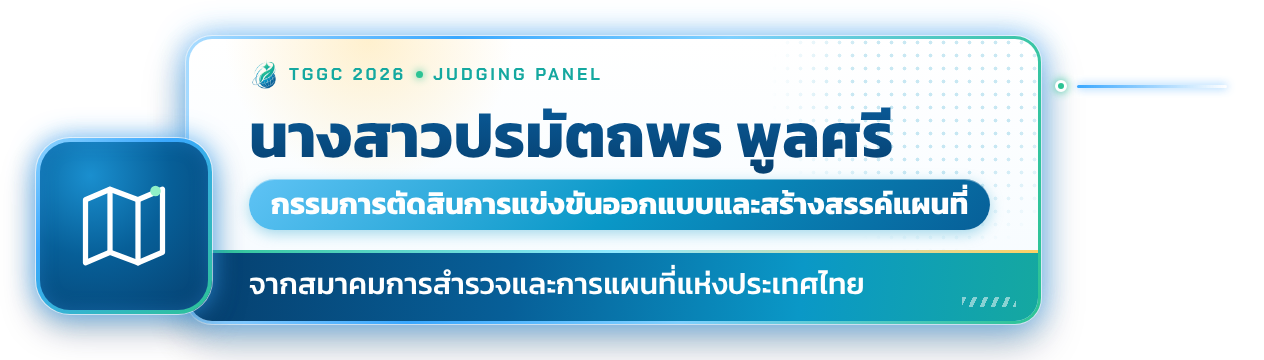 TGGC 2026 • JUDGING PANEL
นางสาวปรมัตถพร พูลศรี
กรรมการตัดสินการแข่งขันออกแบบและสร้างสรรค์แผนที่
จากสมาคมการสำรวจและการแผนที่แห่งประเทศไทย